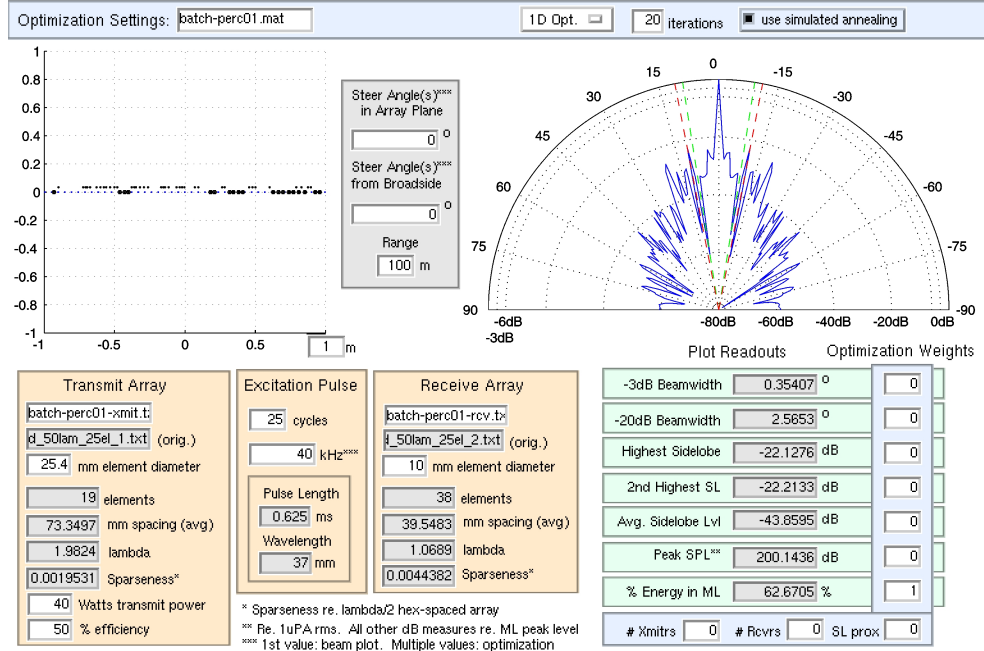 Optimization Settings: batch-perc01.mat 1D Opt. 20 iterations use simulated annealing
1
0.8
0.6
0.4
0.2
0
-0.2
-0.4
-0.6
-0.8
-1
-1 -0.5 0 0.5 1 m
Steer Angle(s)***
in Array Plane
0 o
Steer Angle(s)***
from Broadside
0 o
Range
100 m
0
15 -15
30 -30
45 -45
60 -60
75 -75
90 -90
-6dB -80dB -60dB -40dB -20dB 0dB
-3dB
Plot Readouts Optimization Weights
-3dB Beamwidth 0.35407 o 0
-20dB Beamwidth 2.5653 o 0
Highest Sidelobe -22.1276 dB 0
2nd Highest SL -22.2133 dB 0
Avg. Sidelobe Lvl -43.8595 dB 0
Peak SPL** 200.1436 dB 0
% Energy in ML 62.6705 % 1
# Xmitrs 0 # Rcvrs 0 SL prox 0
Transmit Array
batch-perc01-xmit.t
d_50lam_25el_1.txt (orig.)
25.4 mm element diameter
19 elements
73.3497 mm spacing (avg)
1.9824 lambda
0.0019531 Sparseness*
40 Watts transmit power
50 % efficiency
Excitation Pulse
25 cycles
40 kHz***
Pulse Length
0.625 ms
Wavelength
37 mm
Receive Array
batch-perc01-rcv.tx
d_50lam_25el_2.txt (orig.)
10 mm element diameter
38 elements
39.5483 mm spacing (avg)
1.0689 lambda
0.0044382 Sparseness*
* Sparseness re. lambda/2 hex-spaced array
** Re. 1uPA rms. All other dB measures re. ML peak level
*** 1st value: beam plot. Multiple values: optimization